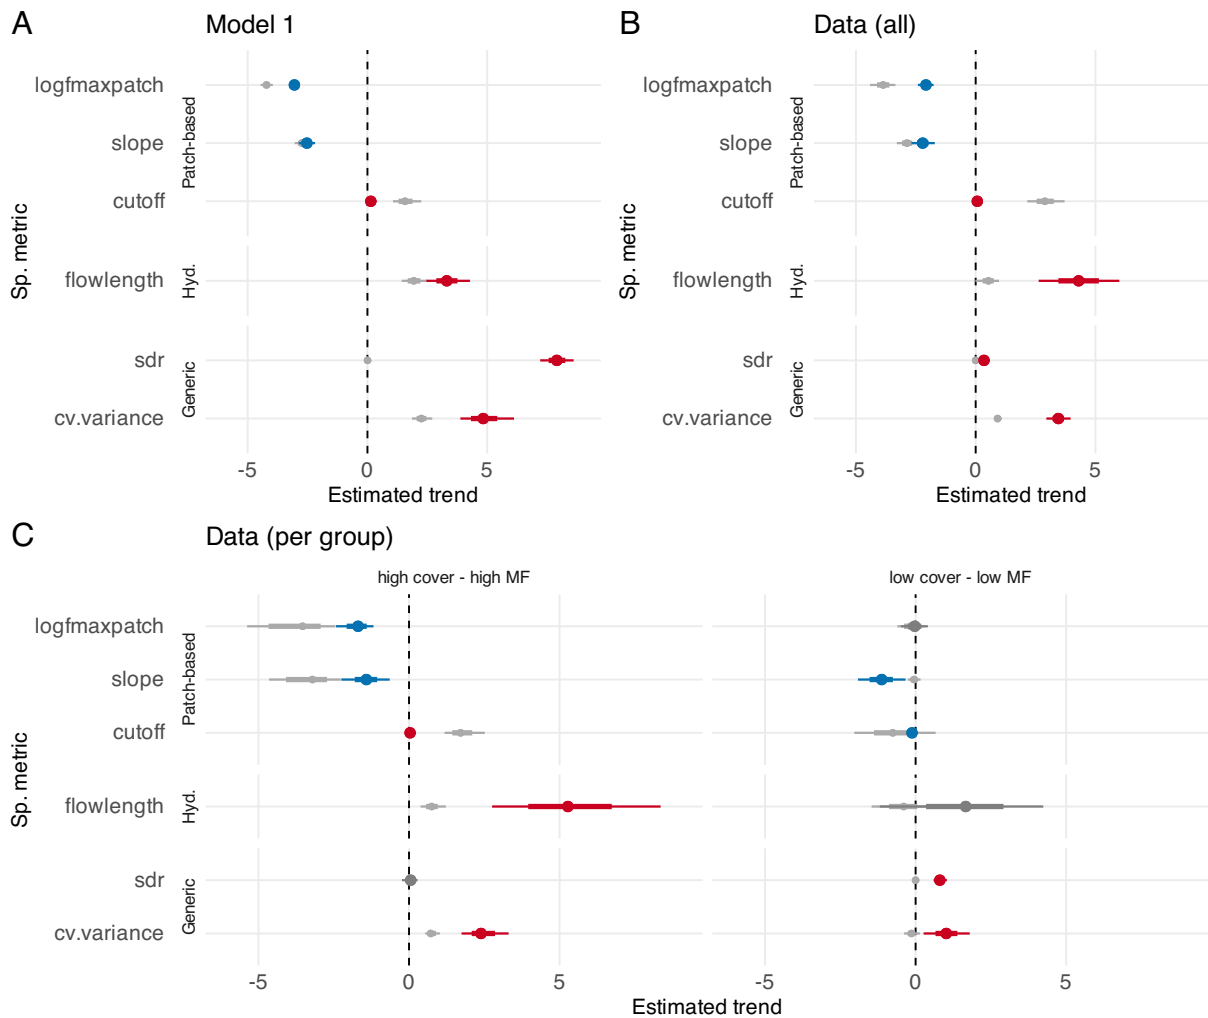 A
Model 1
logfmaxpatch
slope
cutoff
flowlength
sdr
cv.variance
Sp. metric
Patch-based
Hyd.
Generic
-5 0 5
Estimated trend
B
Data (all)
logfmaxpatch
slope
cutoff
flowlength
sdr
cv.variance
Sp. metric
Patch-based
Hyd.
Generic
-5 0 5
Estimated trend
C
Data (per group)
high cover - high MF
low cover - low MF
logfmaxpatch
slope
cutoff
flowlength
sdr
cv.variance
Sp. metric
Patch-based
Hyd.
Generic
-5 0 5
-5 0 5
Estimated trend